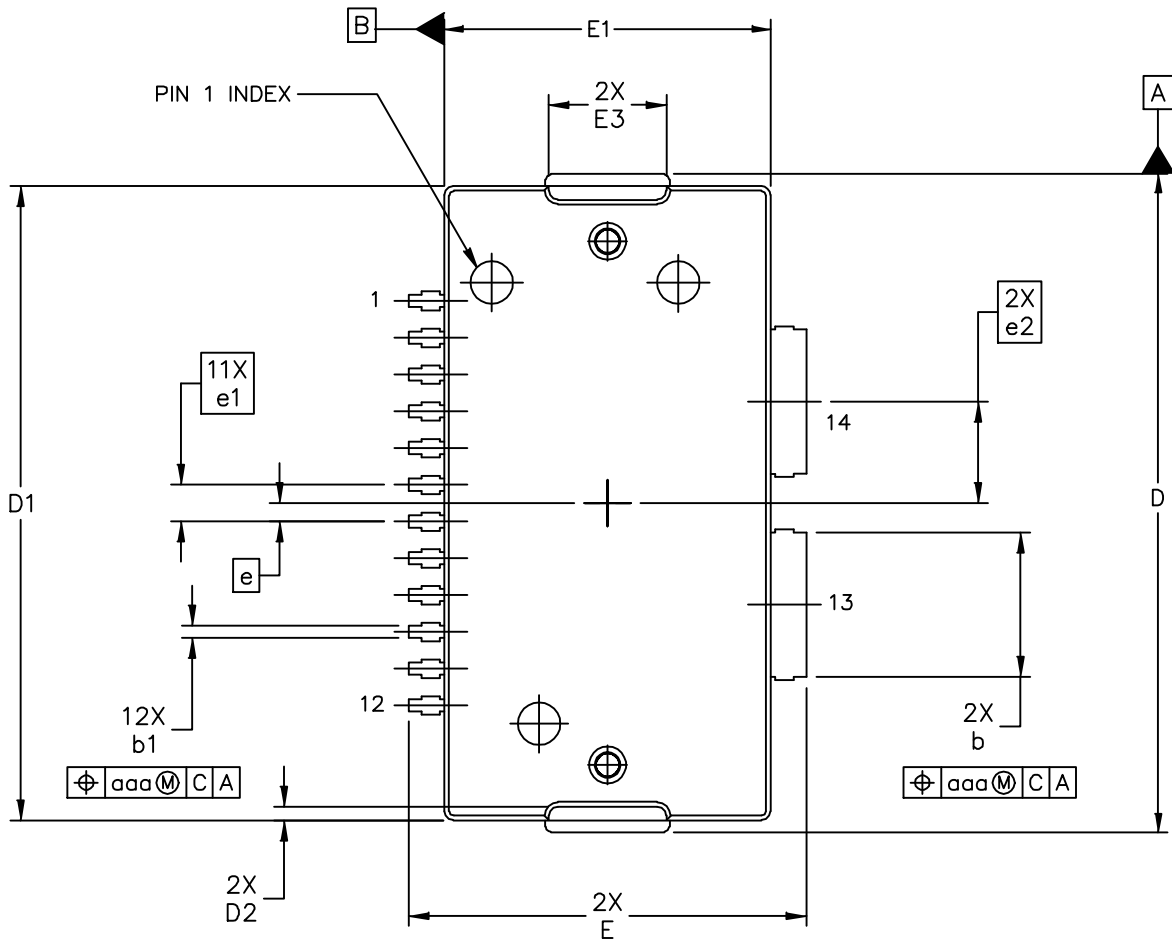 B
E1
PIN 1 INDEX
2X
E3
A
1
2X
e2
11X
e1
14
D1
D
e
13
12
12X
b1
2X
b
⌖ aaa Ⓜ C A
⌖ aaa Ⓜ C A
2X
D2
2X
E